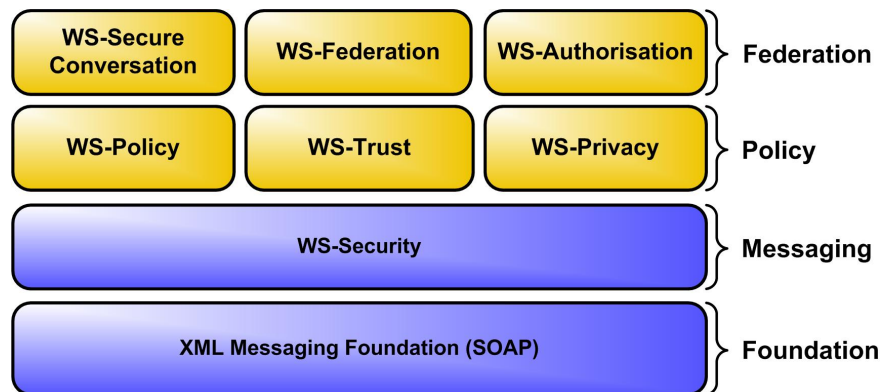 WS-Secure
Conversation
WS-Federation
WS-Authorisation
Federation
WS-Policy
WS-Trust
WS-Privacy
Policy
WS-Security
Messaging
XML Messaging Foundation (SOAP)
Foundation